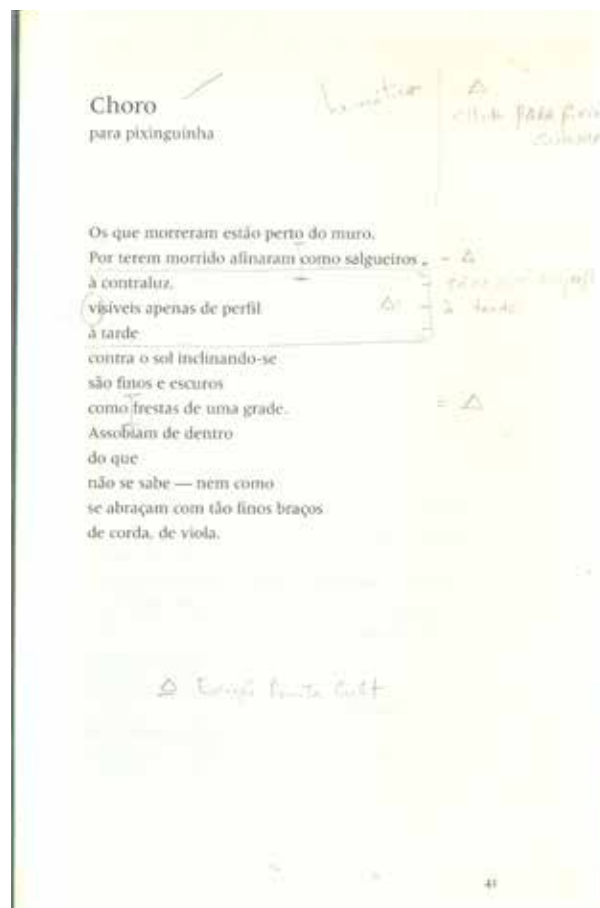 Choro
para pixinguinha
Os que morreram estão perto do muro.
Por terem morrido afinaram como salgueiros
à contraluz,
visíveis apenas de perfil
à tarde
contra o sol inclinando-se
são finos e escuros
como frestas de uma grade.
Assobiam de dentro
do que
não se sabe — nem como
se abraçam com tão finos braços
de corda, de viola.
à tarde
41